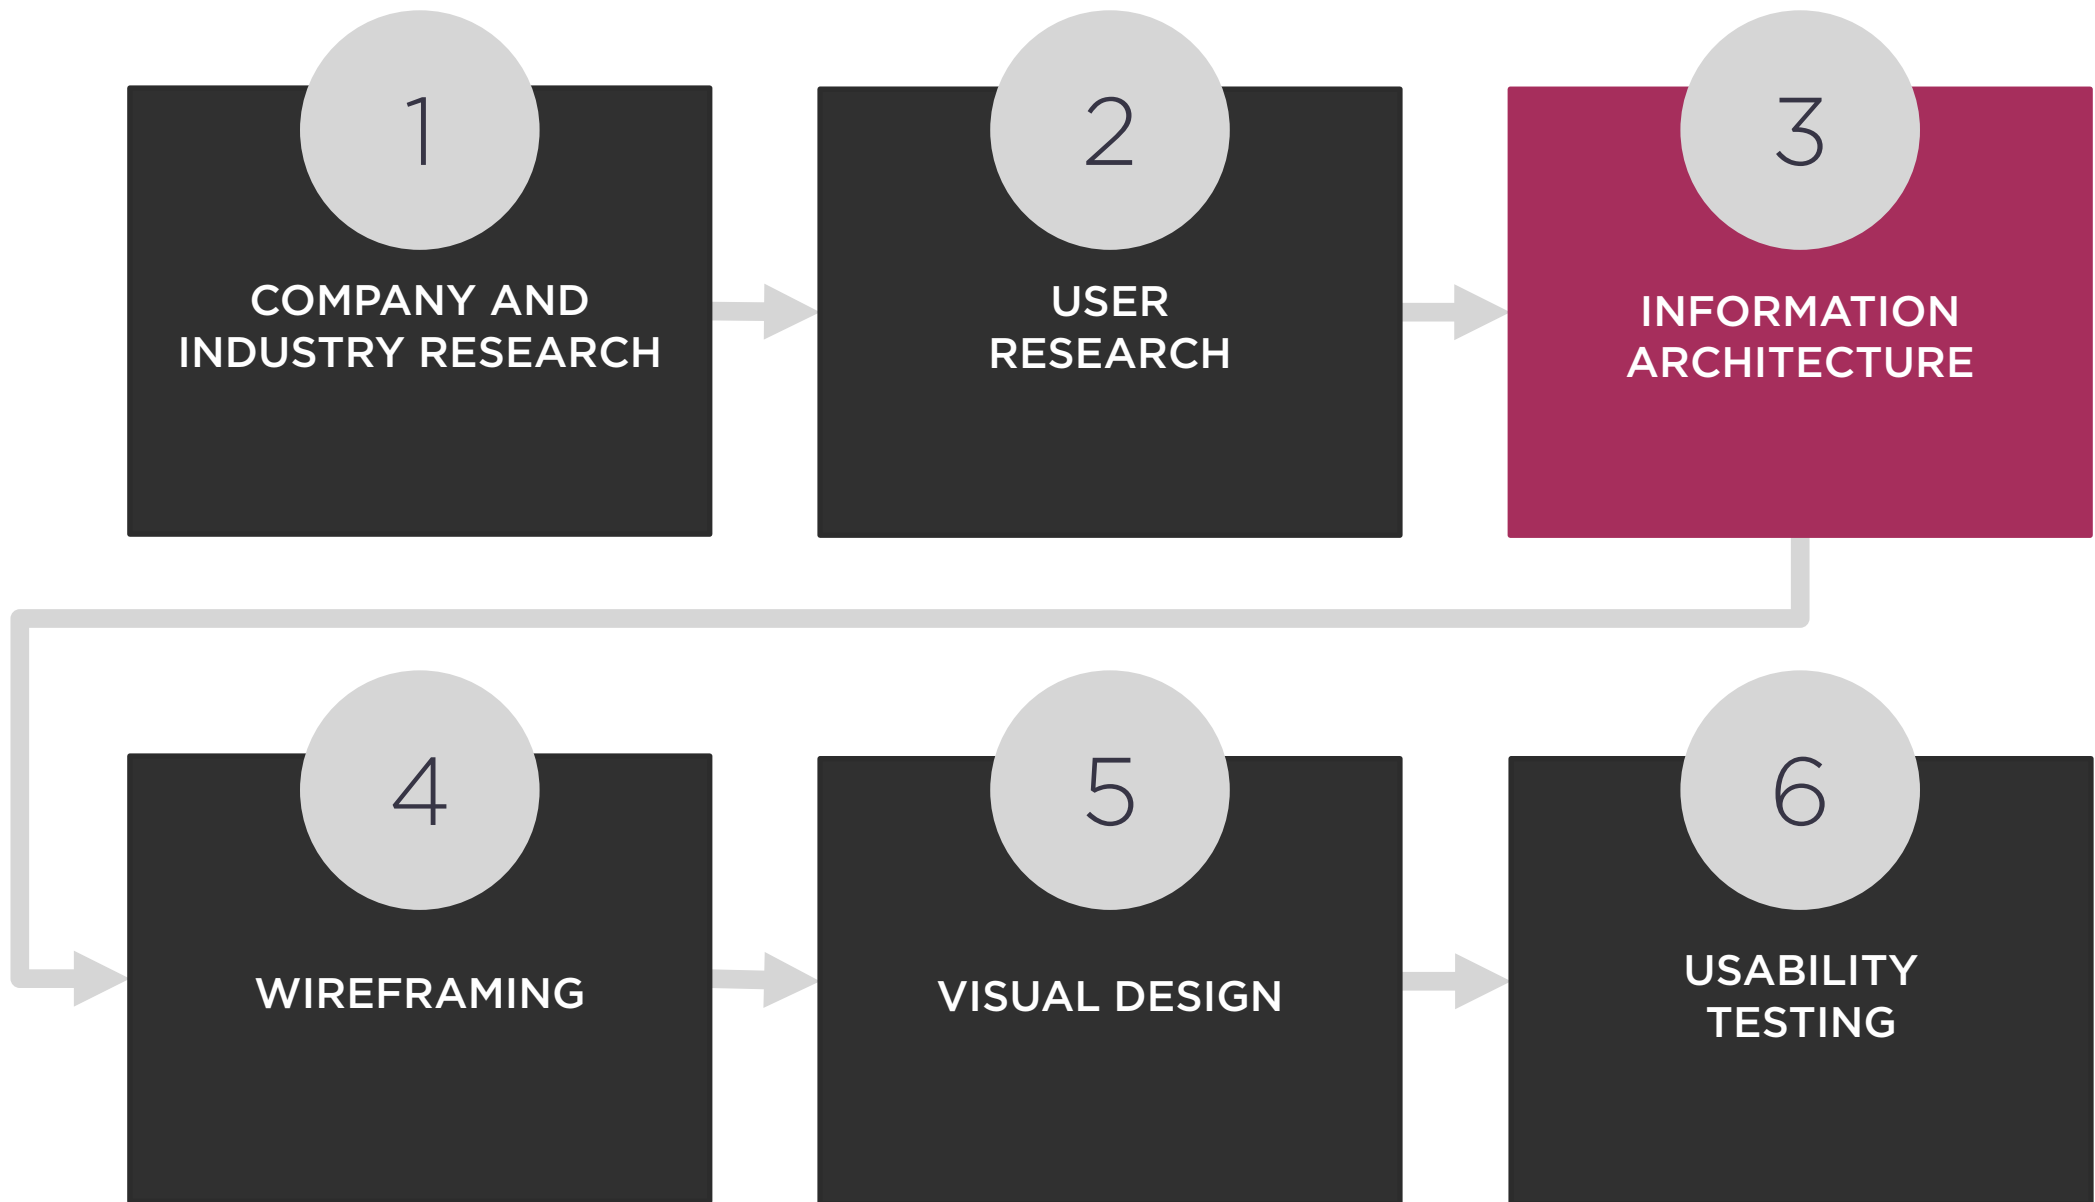 1
COMPANY AND
INDUSTRY RESEARCH
2
USER
RESEARCH
3
INFORMATION
ARCHITECTURE
4
WIREFRAMING
5
VISUAL DESIGN
6
USABILITY
TESTING